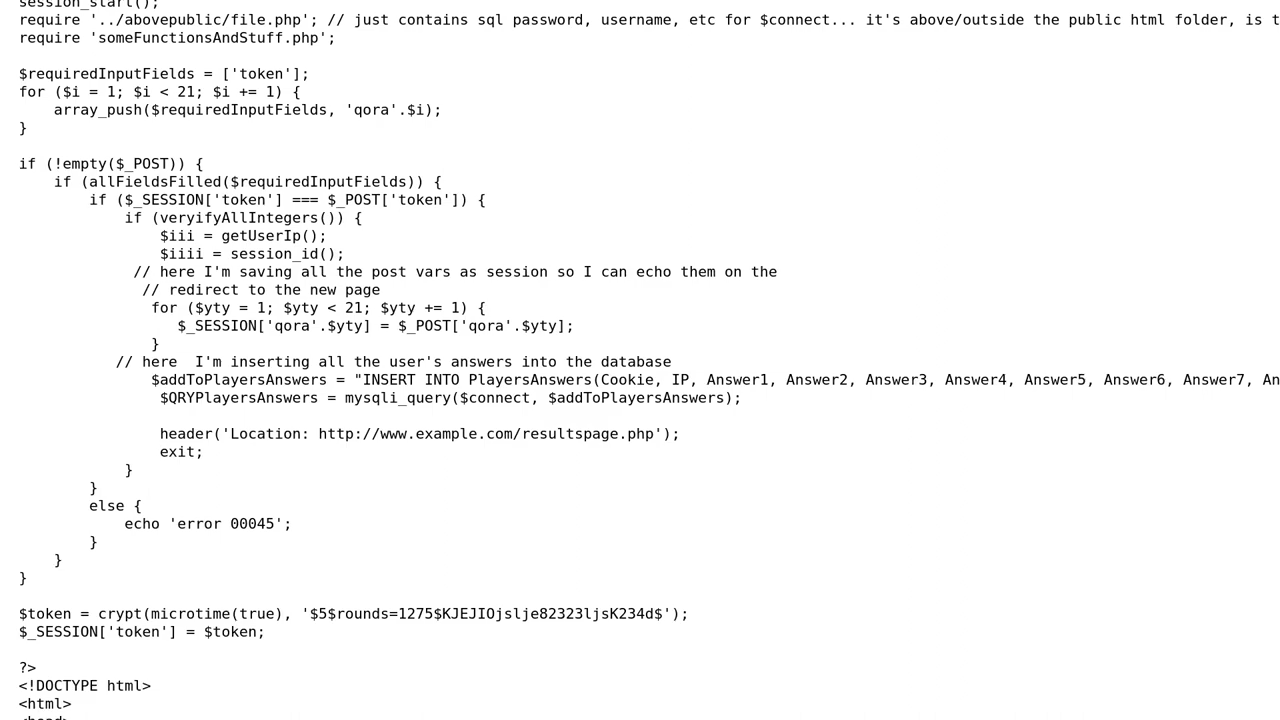 session_start();
require '../abovepublic/file.php'; // just contains sql password, username, etc for $connect... it's above/outside the public html folder, is t
require 'someFunctionsAndStuff.php';
$requiredInputFields = ['token'];
for ($i = 1; $i < 21; $i += 1) {
    array_push($requiredInputFields, 'qora'.$i);
}
if (!empty($_POST)) {
    if (allFieldsFilled($requiredInputFields)) {
        if ($_SESSION['token'] === $_POST['token']) {
            if (veryifyAllIntegers()) {
                $iii = getUserIp();
                $iiii = session_id();
             // here I'm saving all the post vars as session so I can echo them on the
              // redirect to the new page
               for ($yty = 1; $yty < 21; $yty += 1) {
                  $_SESSION['qora'.$yty] = $_POST['qora'.$yty];
               }
           // here  I'm inserting all the user's answers into the database
               $addToPlayersAnswers = "INSERT INTO PlayersAnswers(Cookie, IP, Answer1, Answer2, Answer3, Answer4, Answer5, Answer6, Answer7, An
                $QRYPlayersAnswers = mysqli_query($connect, $addToPlayersAnswers);
                header('Location: http://www.example.com/resultspage.php');
                exit;
            }
        }
        else {
            echo 'error 00045';
        }
    }
}
$token = crypt(microtime(true), '$5$rounds=1275$KJEJIOjslje82323ljsK234d$');
$_SESSION['token'] = $token;
?>
<!DOCTYPE html>
<html>
<head>